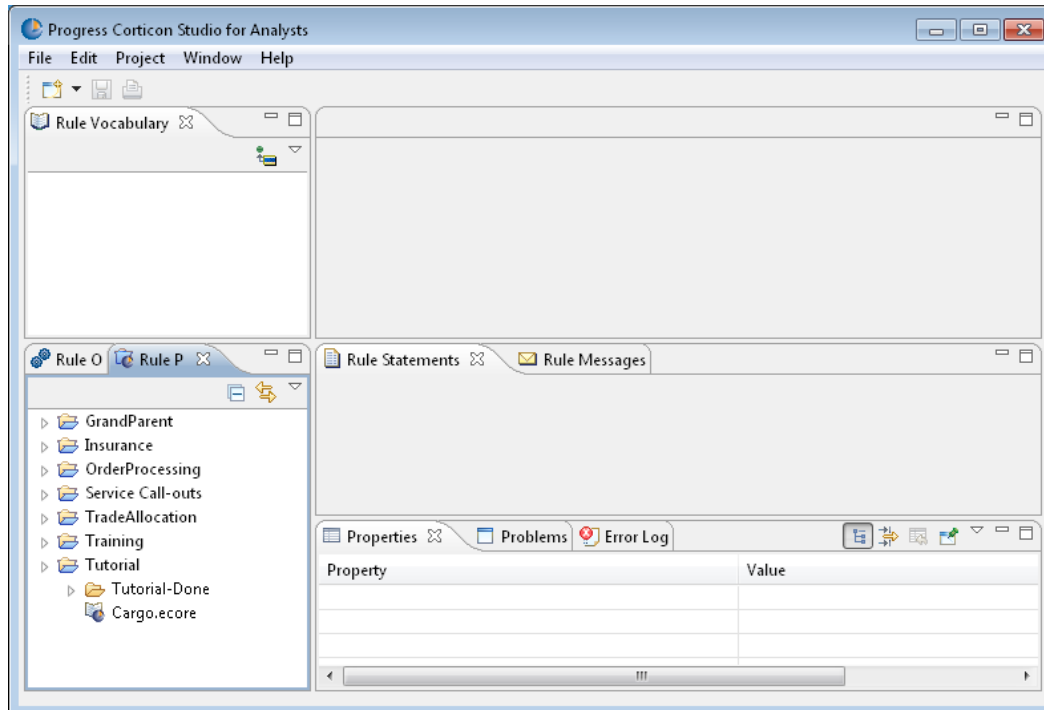 Progress Corticon Studio for Analysts
File Edit Project Window Help
Rule Vocabulary
Rule O Rule P
GrandParent
Insurance
OrderProcessing
Service Call-outs
TradeAllocation
Training
Tutorial
Tutorial-Done
Cargo.ecore
Rule Statements Rule Messages
Properties Problems Error Log
Property Value